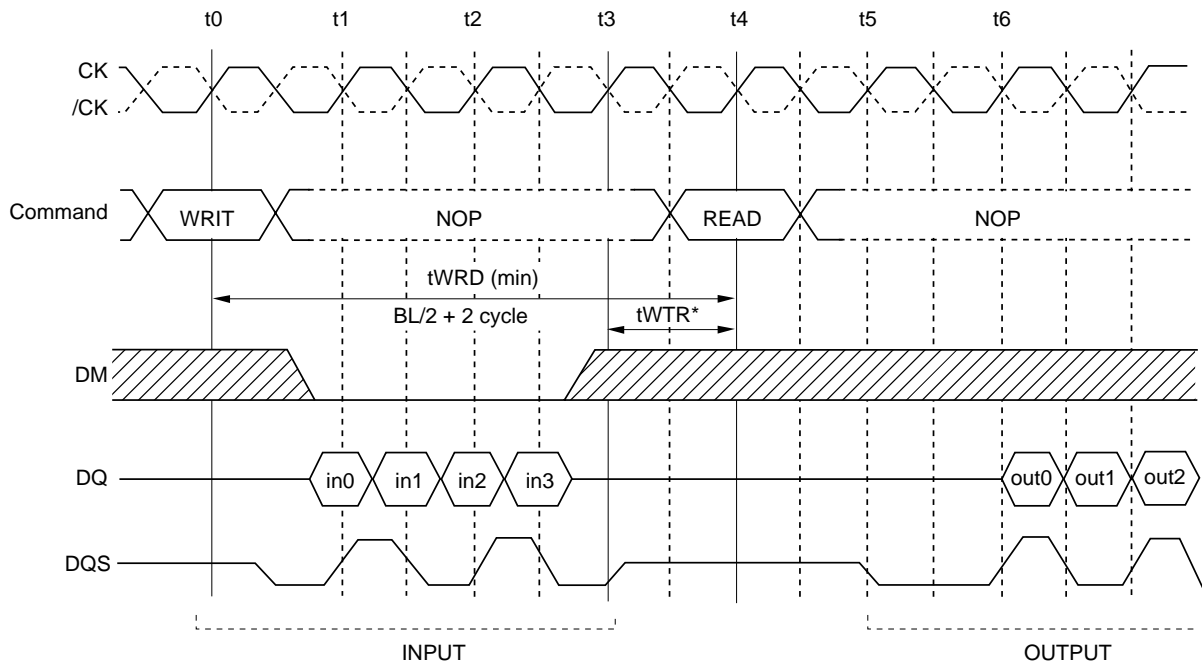 t0 t1 t2 t3 t4 t5 t6
CK
/CK
Command WRIT NOP READ NOP
tWRD (min)
BL/2 + 2 cycle tWTR*
DM
DQ in0 in1 in2 in3 out0 out1 out2
DQS
INPUT OUTPUT